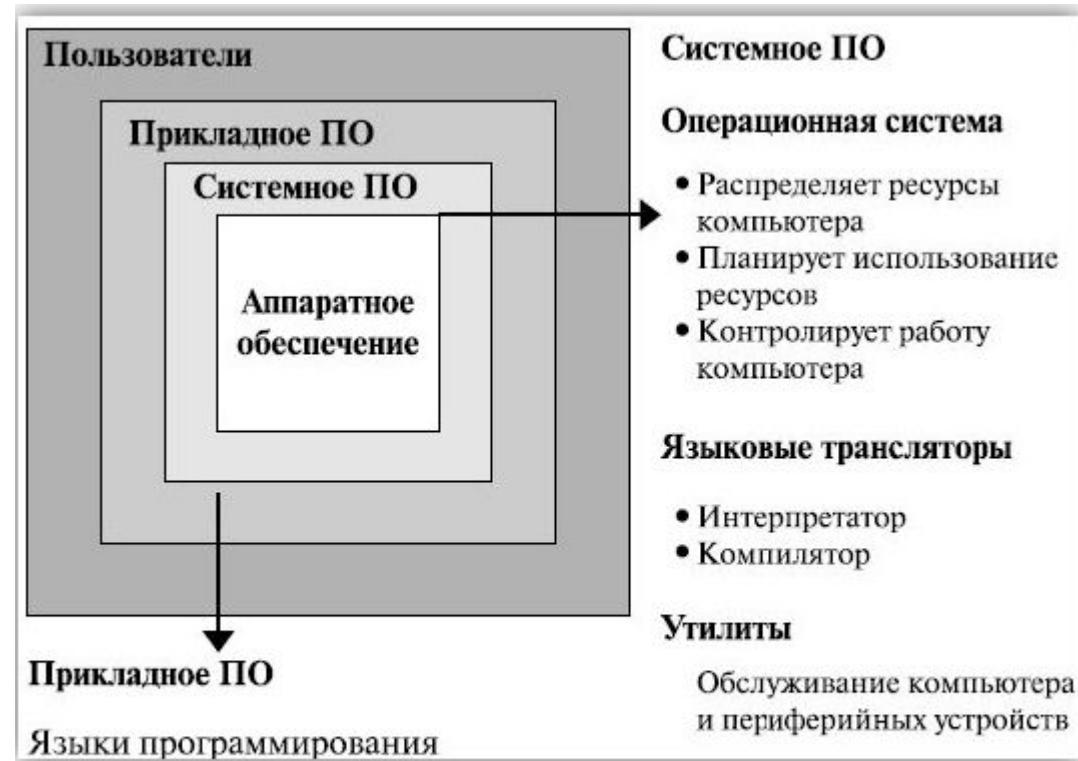 Пользователи
Прикладное ПО
Системное ПО
Аппаратное
обеспечение
Прикладное ПО
Языки программирования
Системное ПО
Операционная система
• Распределяет ресурсы
компьютера
• Планирует использование
ресурсов
• Контролирует работу
компьютера
Языковые трансляторы
• Интерпретатор
• Компилятор
Утилиты
Обслуживание компьютера
и периферийных устройств